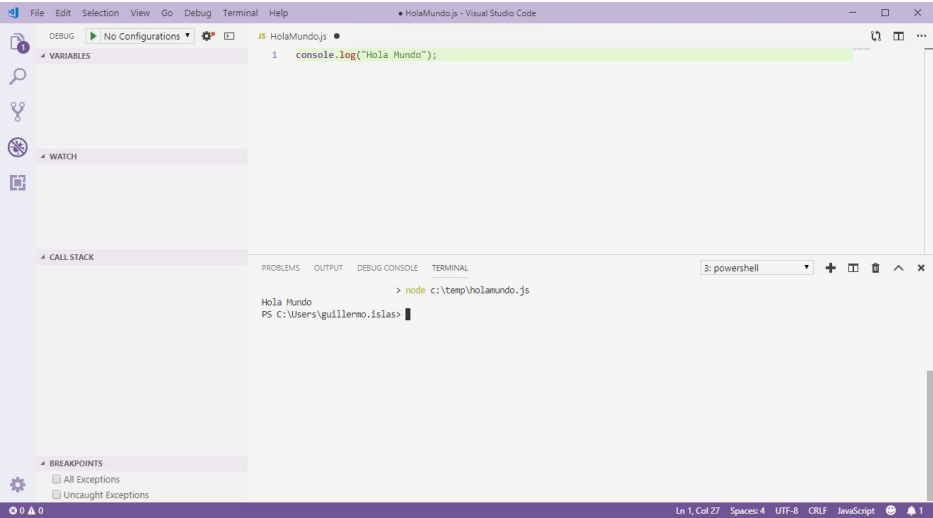 File Edit Selection View Go Debug Terminal Help
● HolaMundo.js - Visual Studio Code
1
DEBUG No Configurations
JS HolaMundo.js ●
VARIABLES
1 console.log("Hola Mundo");
WATCH
CALL STACK
PROBLEMS OUTPUT DEBUG CONSOLE TERMINAL
3: powershell
> node c:\temp\holamundo.js
Hola Mundo
PS C:\Users\guillermo.islas>
BREAKPOINTS
All Exceptions
Uncaught Exceptions
0 0
Ln 1, Col 27 Spaces: 4 UTF-8 CRLF JavaScript 1